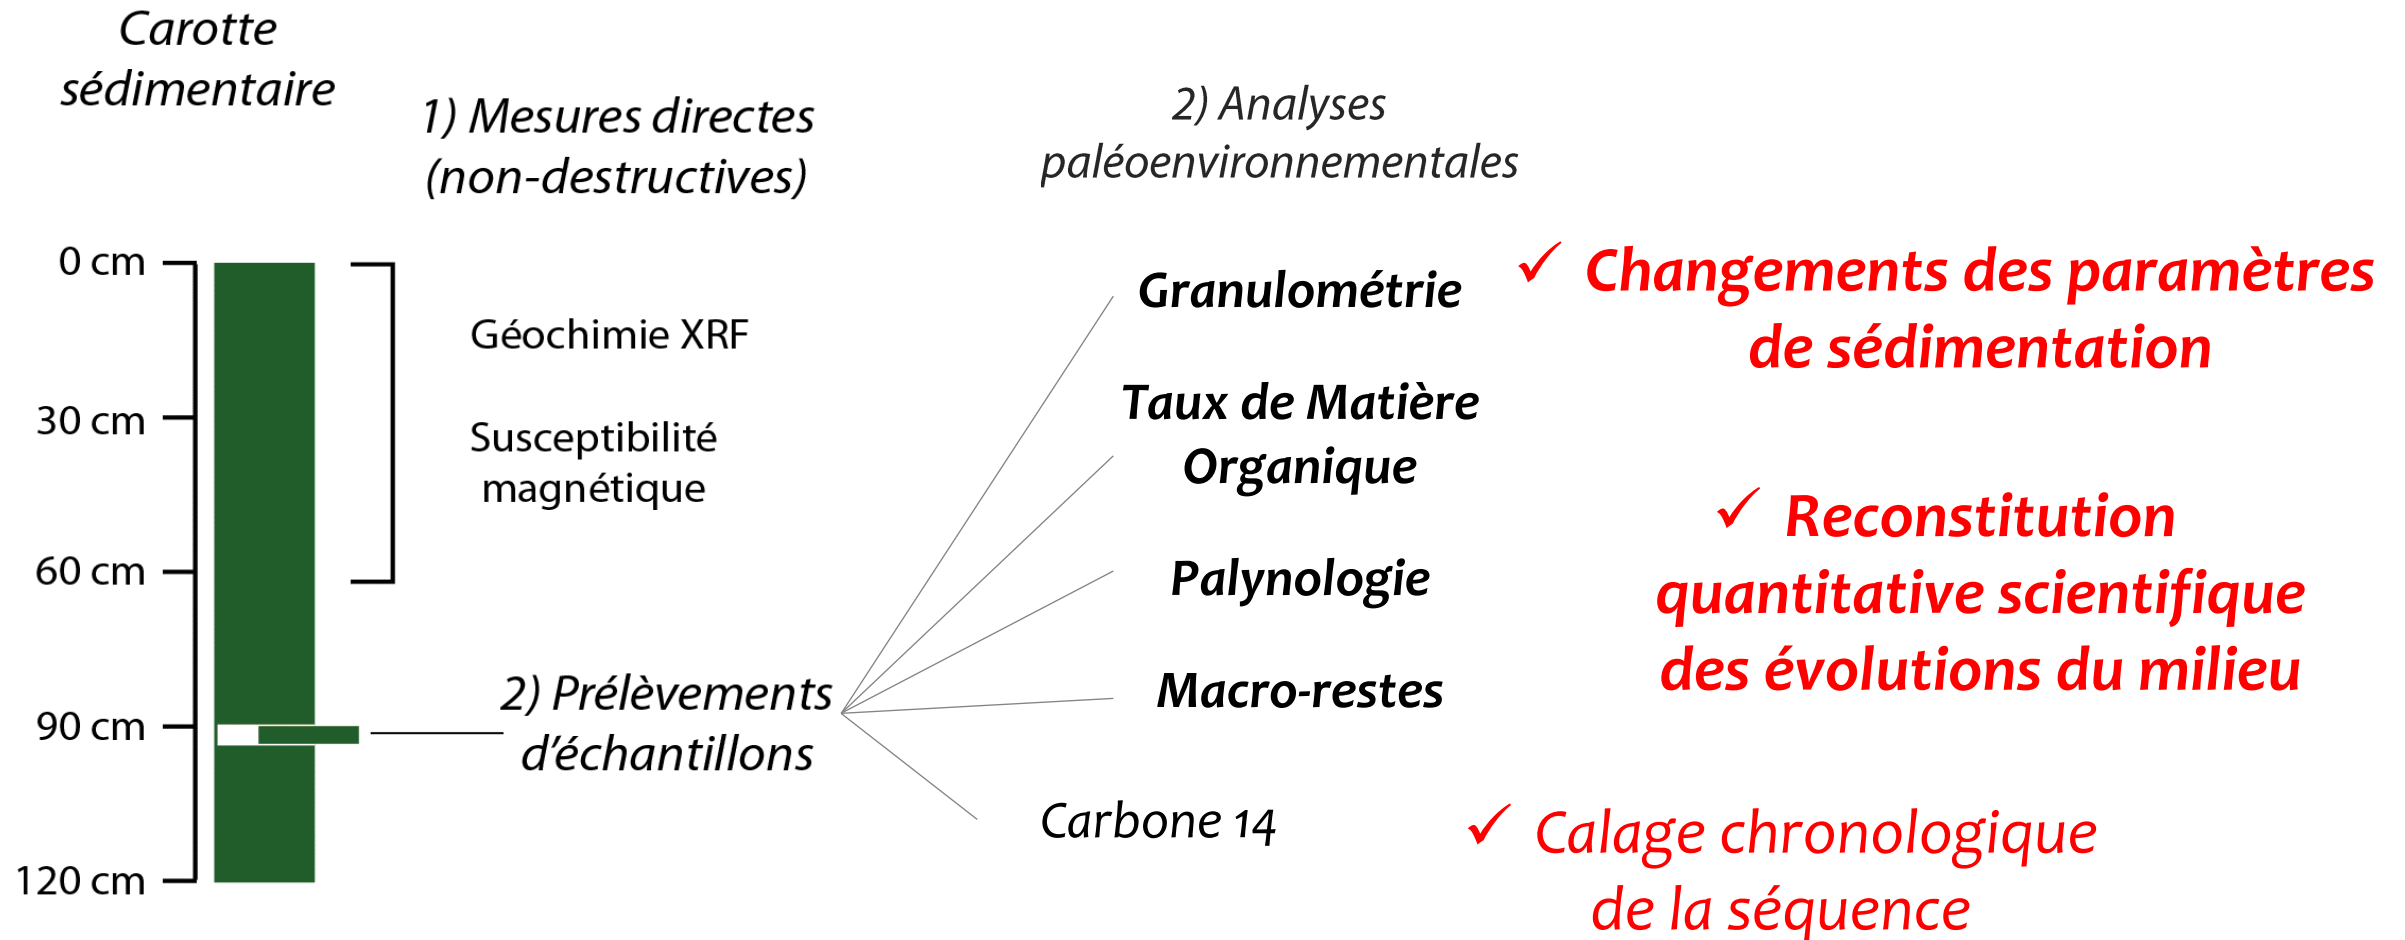 Carotte
sédimentaire
1) Mesures directes
(non-destructives)
2) Analyses
paléoenvironnementales
0 cm
30 cm
60 cm
90 cm
120 cm
Géochimie XRF
Susceptibilité
magnétique
2) Prélèvements
d’échantillons
Granulométrie
Taux de Matière
Organique
Palynologie
Macro-restes
Carbone 14
✓ Changements des paramètres
de sédimentation
✓ Reconstitution
quantitative scientifique
des évolutions du milieu
✓ Calage chronologique
de la séquence